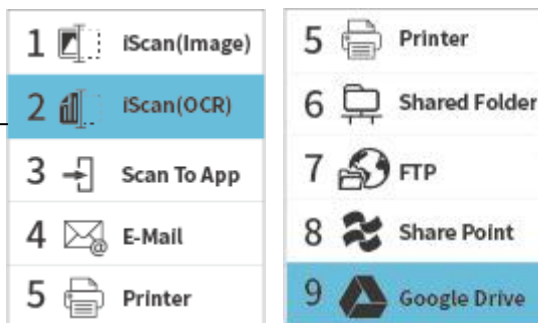 1 iScan(Image)
2 iScan(OCR)
3 Scan To App
4 E-Mail
5 Printer
5 Printer
6 Shared Folder
7 FTP
8 Share Point
9 Google Drive